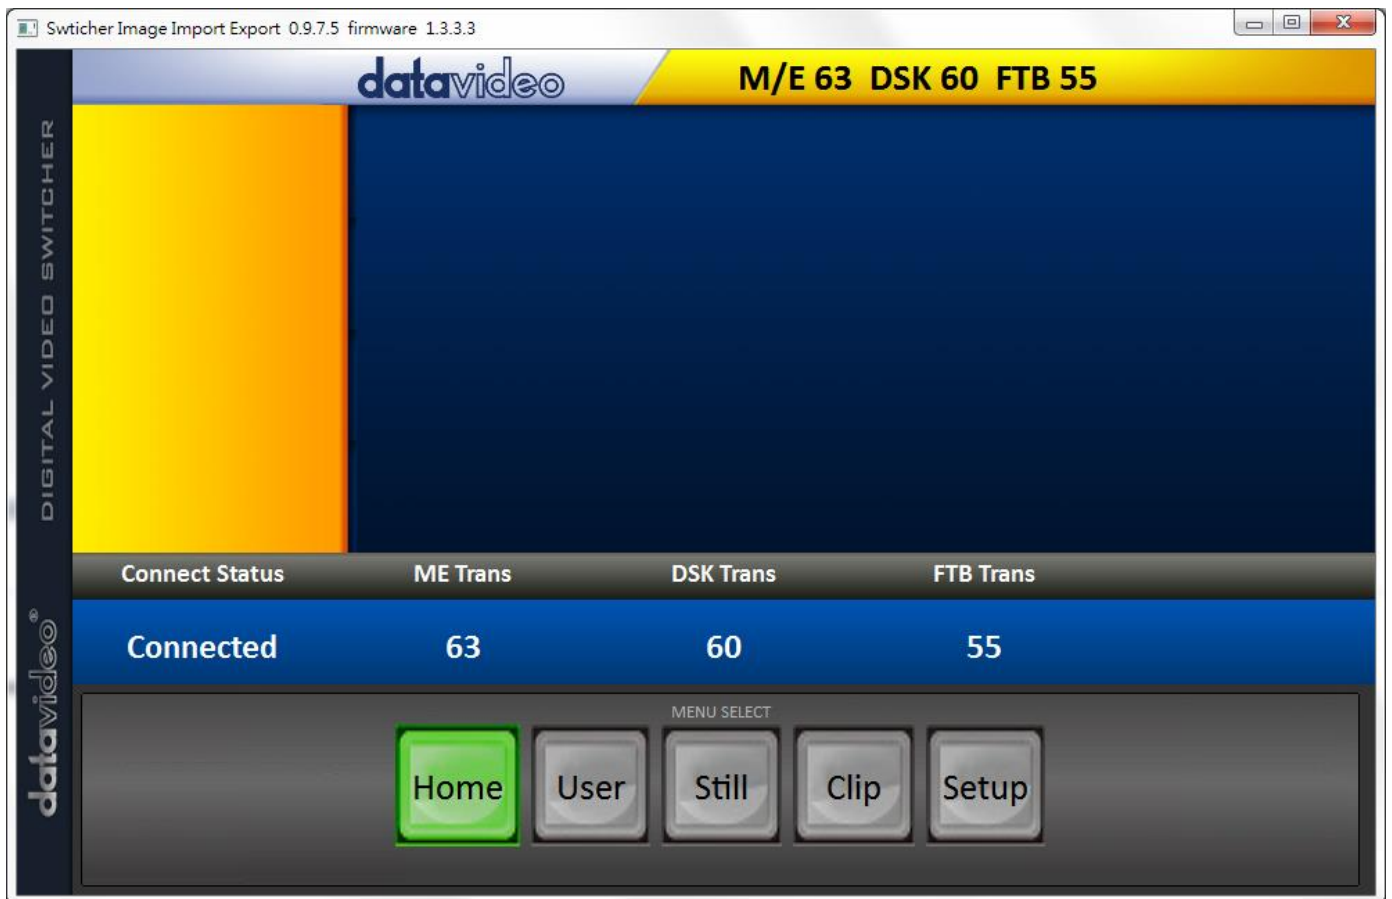 Swticher Image Import Export 0.9.7.5 firmware 1.3.3.3
datavideo
M/E 63 DSK 60 FTB 55
DIGITAL VIDEO SWITCHER
datavideo®
Connect Status ME Trans DSK Trans FTB Trans
Connected 63 60 55
MENU SELECT
Home User Still Clip Setup